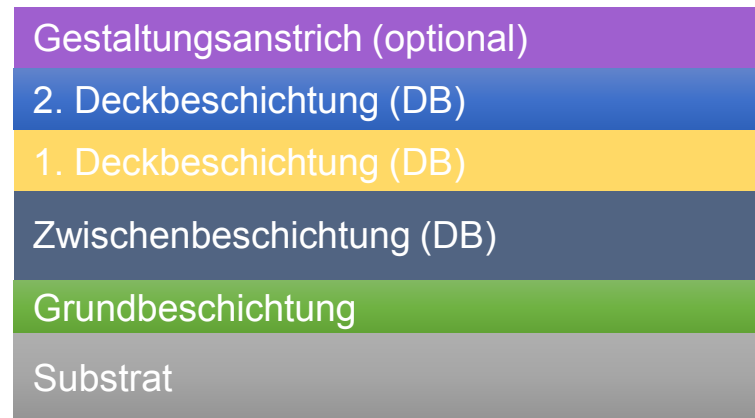 Gestaltungsanstrich (optional)
2. Deckbeschichtung (DB)
1. Deckbeschichtung (DB)
Zwischenbeschichtung (DB)
Grundbeschichtung
Substrat